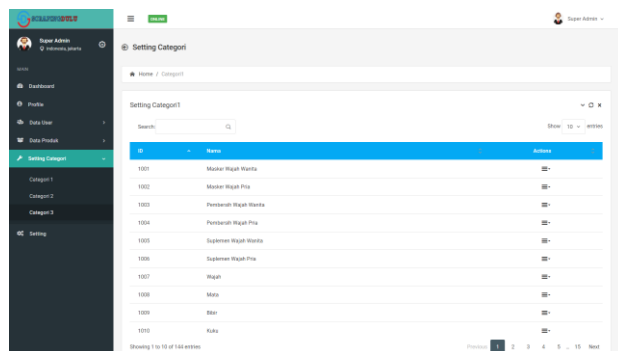 ONLINE
Super Admin
Super Admin
Indonesia, jakarta
Setting Categori
Home / Categori1
MAIN
Dashboard
Profile
Data User
Data Produk
Setting Categori
Categori 1
Categori 2
Categori 3
Setting
Setting Categori1
Search:
Show 10 entries
ID Name Actions
1001 Masker Wajah Wanita
1002 Masker Wajah Pria
1003 Pembersih Wajah Wanita
1004 Pembersih Wajah Pria
1005 Suplemen Wajah Wanita
1006 Suplemen Wajah Pria
1007 Wajah
1008 Mata
1009 Bibir
1010 Kuku
Showing 1 to 10 of 144 entries
Previous 1 2 3 4 5 … 15 Next